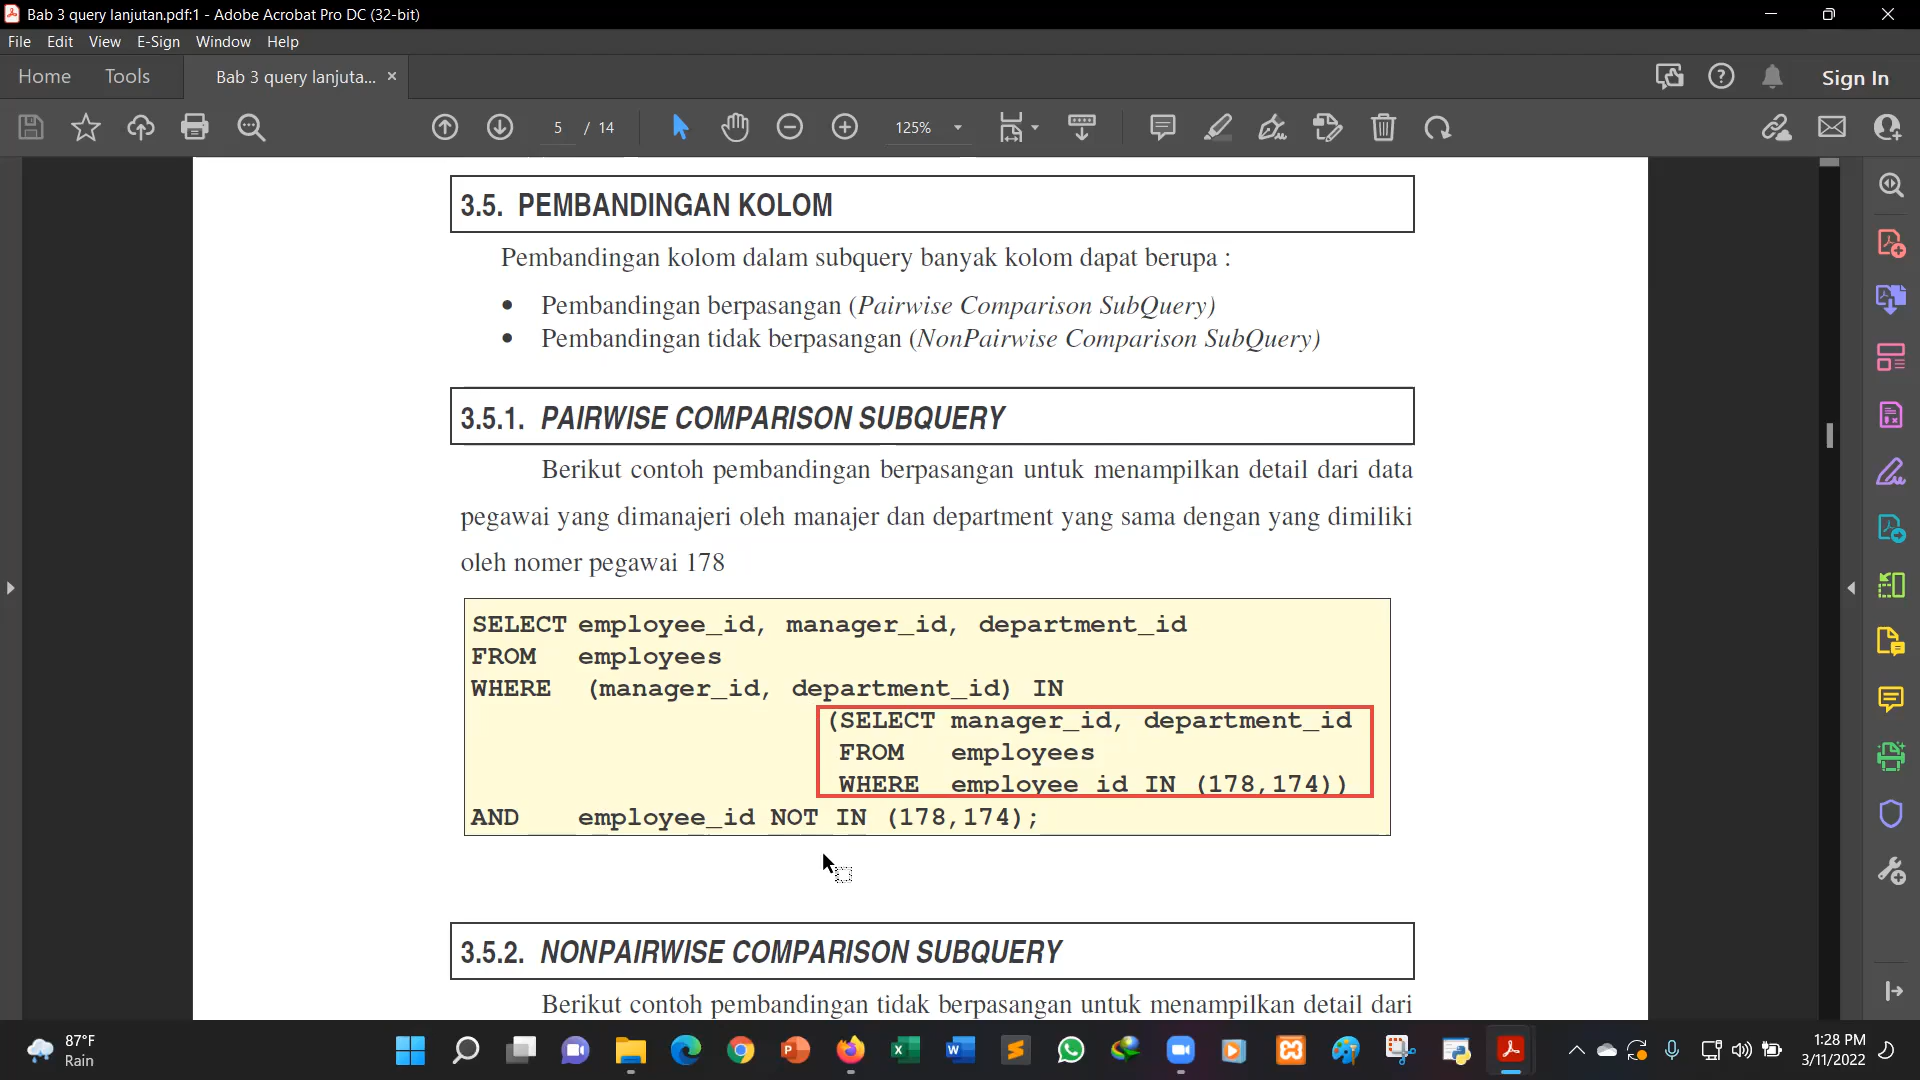 Bab 3 query lanjutan.pdf:1 - Adobe Acrobat Pro DC (32-bit)
File Edit View E-Sign Window Help
Home Tools Bab 3 query lanjuta... × Sign In
5 / 14 125%
3.5. PEMBANDINGAN KOLOM
Pembandingan kolom dalam subquery banyak kolom dapat berupa :
• Pembandingan berpasangan (Pairwise Comparison SubQuery)
• Pembandingan tidak berpasangan (NonPairwise Comparison SubQuery)
3.5.1. PAIRWISE COMPARISON SUBQUERY
Berikut contoh pembandingan berpasangan untuk menampilkan detail dari data
pegawai yang dimanajeri oleh manajer dan department yang sama dengan yang dimiliki
oleh nomer pegawai 178
SELECT employee_id, manager_id, department_id
FROM employees
WHERE (manager_id, department_id) IN
(SELECT manager_id, department_id
FROM employees
WHERE employee_id IN (178,174))
AND employee_id NOT IN (178,174);
3.5.2. NONPAIRWISE COMPARISON SUBQUERY
Berikut contoh pembandingan tidak berpasangan untuk menampilkan detail dari
87°F
Rain
1:28 PM
3/11/2022